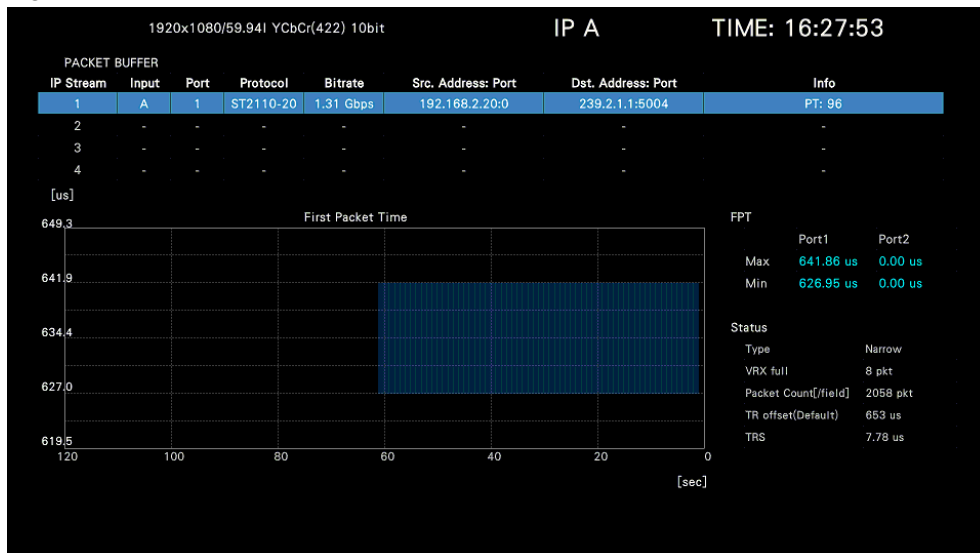 1920x1080/59.94I YCbCr(422) 10bit IP A TIME: 16:27:53
PACKET BUFFER
IP Stream Input Port Protocol Bitrate Src. Address: Port Dst. Address: Port Info
1 A 1 ST2110-20 1.31 Gbps 192.168.2.20:0 239.2.1.1:5004 PT: 96
2 - - - - - - -
3 - - - - - - -
4 - - - - - - -
[us]
First Packet Time
649.3
641.9
634.4
627.0
619.5
120 100 80 60 40 20 0
[sec]
FPT
Port1 Port2
Max 641.86 us 0.00 us
Min 626.95 us 0.00 us
Status
Type Narrow
VRX full 8 pkt
Packet Count[/field] 2058 pkt
TR offset(Default) 653 us
TRS 7.78 us